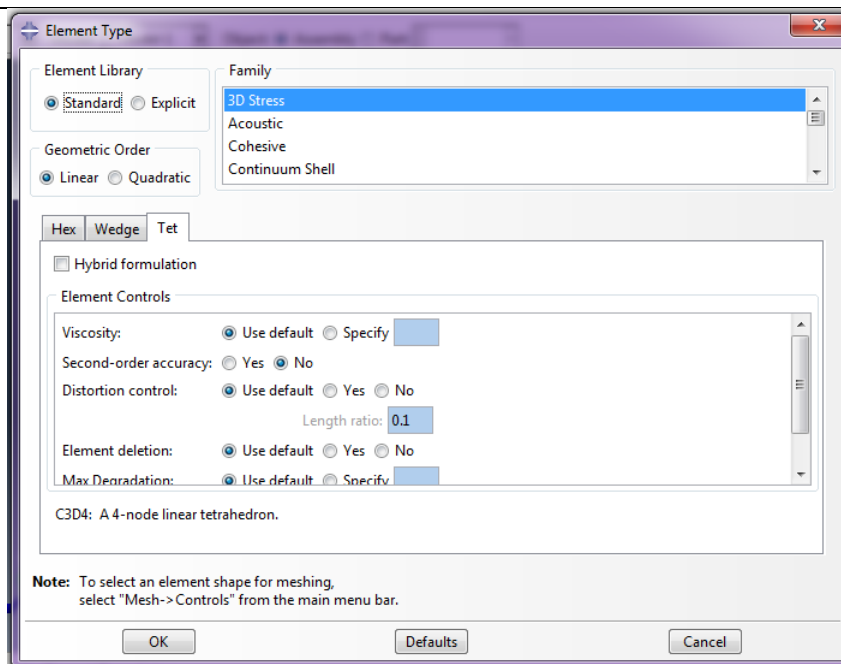 Element Type
Element Library
Standard Explicit
Geometric Order
Linear Quadratic
Family
3D Stress
Acoustic
Cohesive
Continuum Shell
Hex Wedge Tet
Hybrid formulation
Element Controls
Viscosity: Use default Specify
Second-order accuracy: Yes No
Distortion control: Use default Yes No
Length ratio: 0.1
Element deletion: Use default Yes No
Max Degradation: Use default Specify
C3D4: A 4-node linear tetrahedron.
Note: To select an element shape for meshing,
select "Mesh->Controls" from the main menu bar.
OK Defaults Cancel